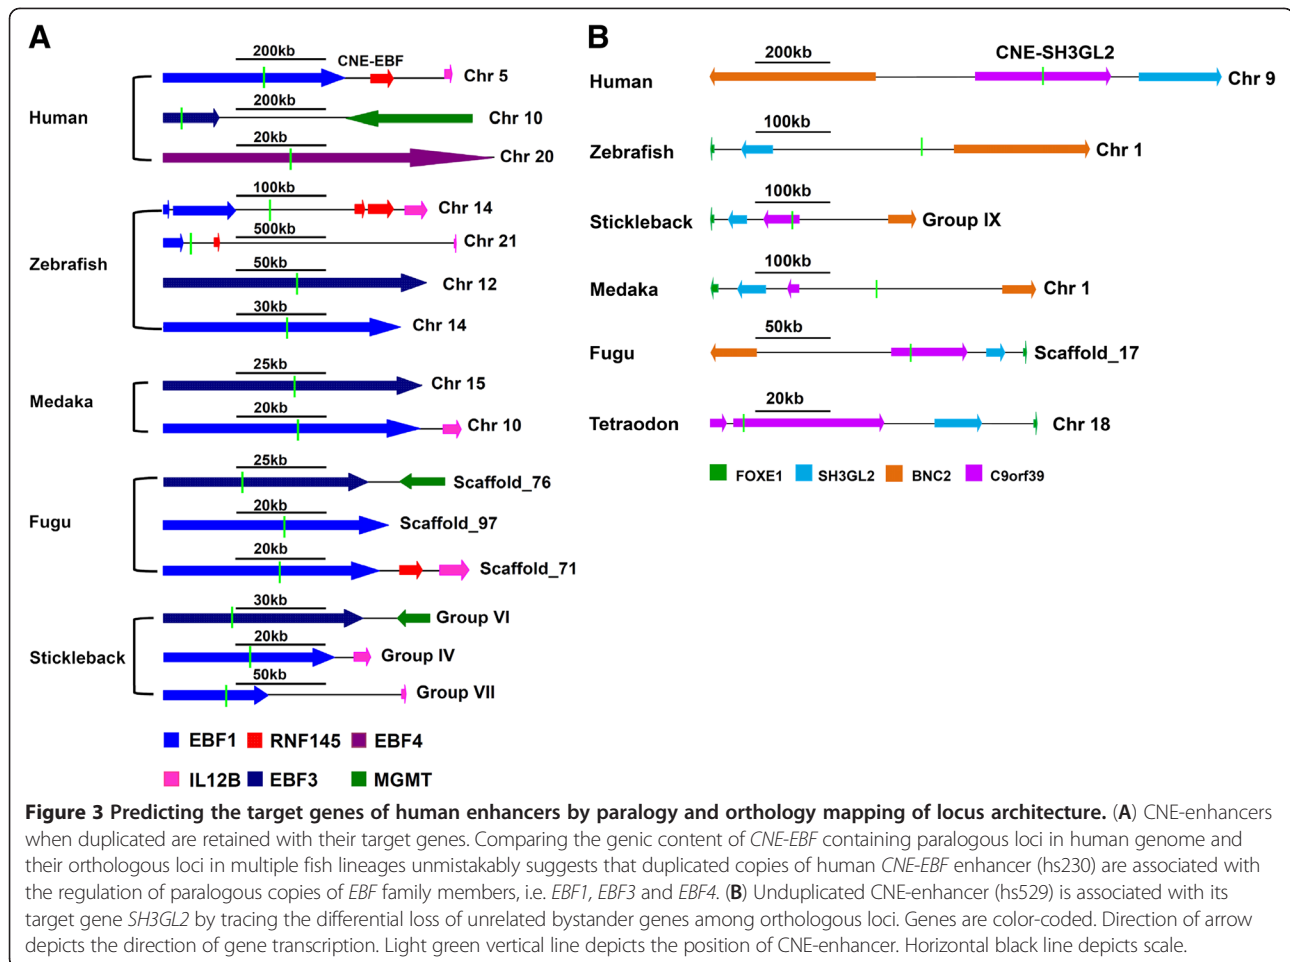 A
200kb
CNE-EBF
Chr 5
Human
200kb
Chr 10
20kb
Chr 20
100kb
Chr 14
500kb
Chr 21
Zebrafish
50kb
Chr 12
30kb
Chr 14
25kb
Chr 15
Medaka
20kb
Chr 10
25kb
Scaffold_76
Fugu
Scaffold_97
20kb
Scaffold_71
30kb
Group VI
20kb
Stickleback
Group IV
50kb
Group VII
EBF1 RNF145 EBF4
IL12B EBF3 MGMT
B
200kb
CNE-SH3GL2
Human
Chr 9
100kb
Zebrafish
Chr 1
100kb
Stickleback
Group IX
100kb
Medaka
Chr 1
50kb
Fugu
Scaffold_17
20kb
Tetraodon
Chr 18
FOXE1 SH3GL2 BNC2 C9orf39
Figure 3 Predicting the target genes of human enhancers by paralogy and orthology mapping of locus architecture. (A) CNE-enhancers
when duplicated are retained with their target genes. Comparing the genic content of CNE-EBF containing paralogous loci in human genome and
their orthologous loci in multiple fish lineages unmistakably suggests that duplicated copies of human CNE-EBF enhancer (hs230) are associated with
the regulation of paralogous copies of EBF family members, i.e. EBF1, EBF3 and EBF4. (B) Unduplicated CNE-enhancer (hs529) is associated with its
target gene SH3GL2 by tracing the differential loss of unrelated bystander genes among orthologous loci. Genes are color-coded. Direction of arrow
depicts the direction of gene transcription. Light green vertical line depicts the position of CNE-enhancer. Horizontal black line depicts scale.